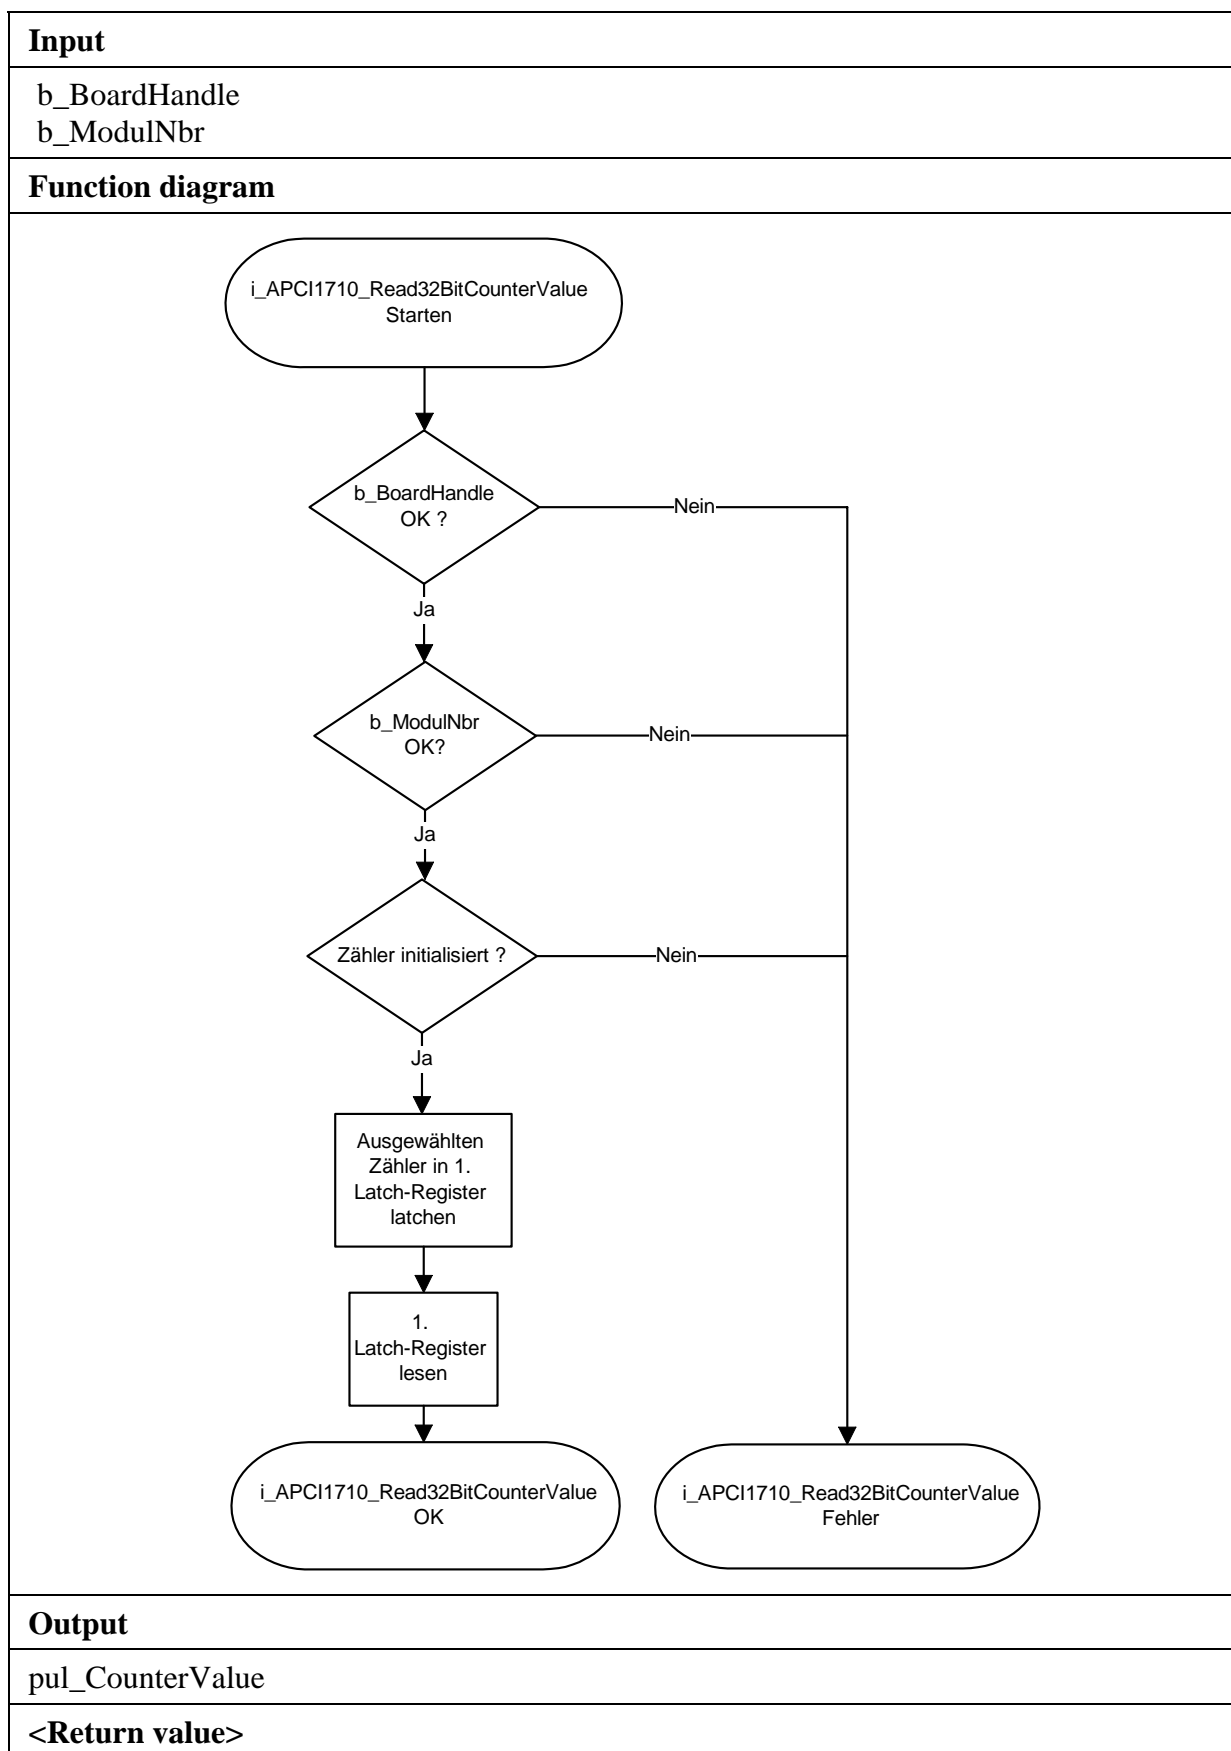 Input
b_BoardHandle
b_ModulNbr
Function diagram
i_APCI1710_Read32BitCounterValue
Starten
b_BoardHandle
OK ?
Nein
Ja
b_ModulNbr
OK?
Nein
Ja
Zähler initialisiert ?
Nein
Ja
Ausgewählten
Zähler in 1.
Latch-Register
latchen
1.
Latch-Register
lesen
i_APCI1710_Read32BitCounterValue
OK
i_APCI1710_Read32BitCounterValue
Fehler
Output
pul_CounterValue
<Return value>